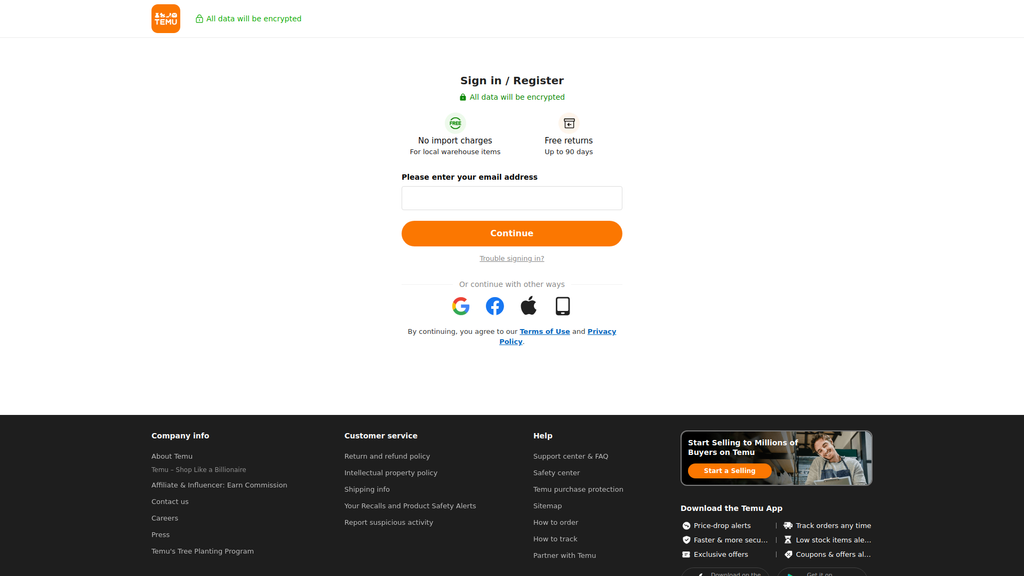 TEMU
All data will be encrypted
Sign in / Register
All data will be encrypted
FREE
No import charges
For local warehouse items
Free returns
Up to 90 days
Please enter your email address
Continue
Trouble signing in?
Or continue with other ways
By continuing, you agree to our Terms of Use and Privacy
Policy.
Company info
About Temu
Temu – Shop Like a Billionaire
Affiliate & Influencer: Earn Commission
Contact us
Careers
Press
Temu's Tree Planting Program
Customer service
Return and refund policy
Intellectual property policy
Shipping info
Your Recalls and Product Safety Alerts
Report suspicious activity
Help
Support center & FAQ
Safety center
Temu purchase protection
Sitemap
How to order
How to track
Partner with Temu
Start Selling to Millions of
Buyers on Temu
Start a Selling
Download the Temu App
Price-drop alerts
Track orders any time
Faster & more secu...
Low stock items ale...
Exclusive offers
Coupons & offers al...
Download on the
Get it on